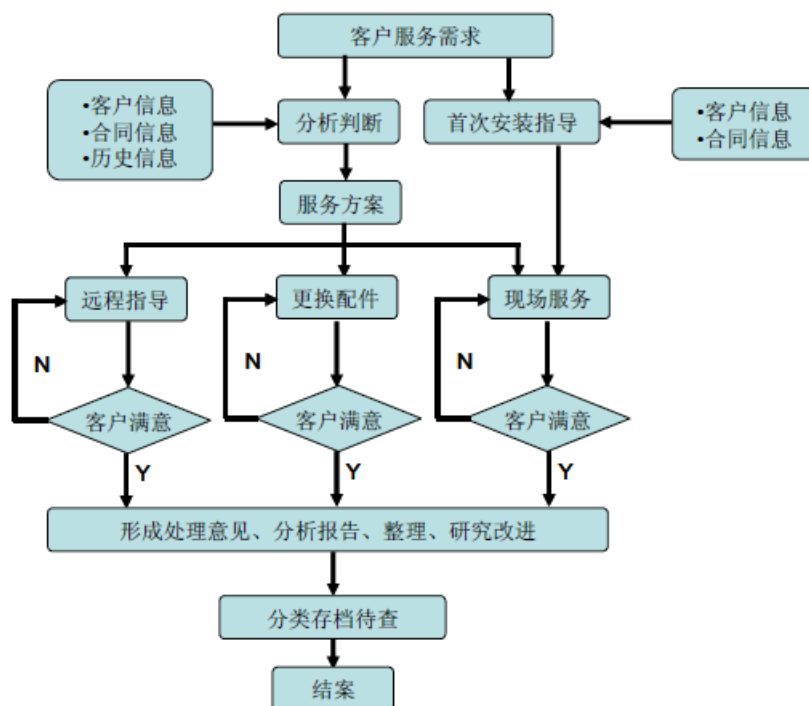 客户服务需求
•客户信息
•合同信息
•历史信息
分析判断
首次安装指导
•客户信息
•合同信息
服务方案
远程指导
更换配件
现场服务
N
N
N
客户满意
客户满意
客户满意
Y
Y
Y
形成处理意见、分析报告、整理、研究改进
分类存档待查
结案